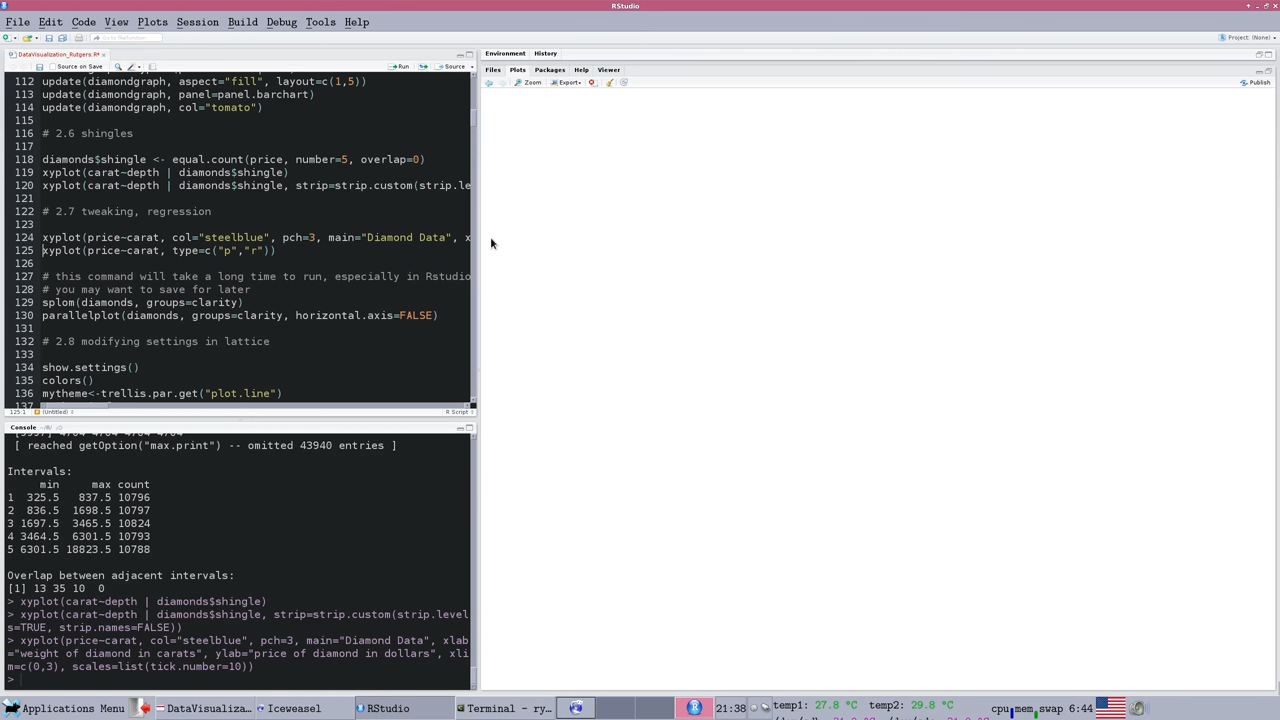 RStudio
File Edit Code View Plots Session Build Debug Tools Help
Go to file/function
Project: (None)
DataVisualization_Rutgers.R*
Source on Save
Run
Source
112 update(diamondgraph, aspect="fill", layout=c(1,5))
113 update(diamondgraph, panel=panel.barchart)
114 update(diamondgraph, col="tomato")
115
116 # 2.6 shingles
117
118 diamonds$shingle <- equal.count(price, number=5, overlap=0)
119 xyplot(carat~depth | diamonds$shingle)
120 xyplot(carat~depth | diamonds$shingle, strip=strip.custom(strip.le
121
122 # 2.7 tweaking, regression
123
124 xyplot(price~carat, col="steelblue", pch=3, main="Diamond Data", x
125 xyplot(price~carat, type=c("p","r"))
126
127 # this command will take a long time to run, especially in Rstudio
128 # you may want to save for later
129 splom(diamonds, groups=clarity)
130 parallelplot(diamonds, groups=clarity, horizontal.axis=FALSE)
131
132 # 2.8 modifying settings in lattice
133
134 show.settings()
135 colors()
136 mytheme<-trellis.par.get("plot.line")
137
125:1 (Untitled) R Script
Console
[ reached getOption("max.print") -- omitted 43940 entries ]
Intervals:
min max count
1 325.5 837.5 10796
2 836.5 1698.5 10797
3 1697.5 3465.5 10824
4 3464.5 6301.5 10793
5 6301.5 18823.5 10788
Overlap between adjacent intervals:
[1] 13 35 10 0
> xyplot(carat~depth | diamonds$shingle)
> xyplot(carat~depth | diamonds$shingle, strip=strip.custom(strip.level
s=TRUE, strip.names=FALSE))
> xyplot(price~carat, col="steelblue", pch=3, main="Diamond Data", xlab
="weight of diamond in carats", ylab="price of diamond in dollars", xli
m=c(0,3), scales=list(tick.number=10))
>
Environment History
Files Plots Packages Help Viewer
Zoom Export Publish
Applications Menu DataVisualiza... Iceweasel RStudio Terminal - ry... 21:38 temp1: 27.8 °C temp2: 29.8 °C cpu mem swap 6:44